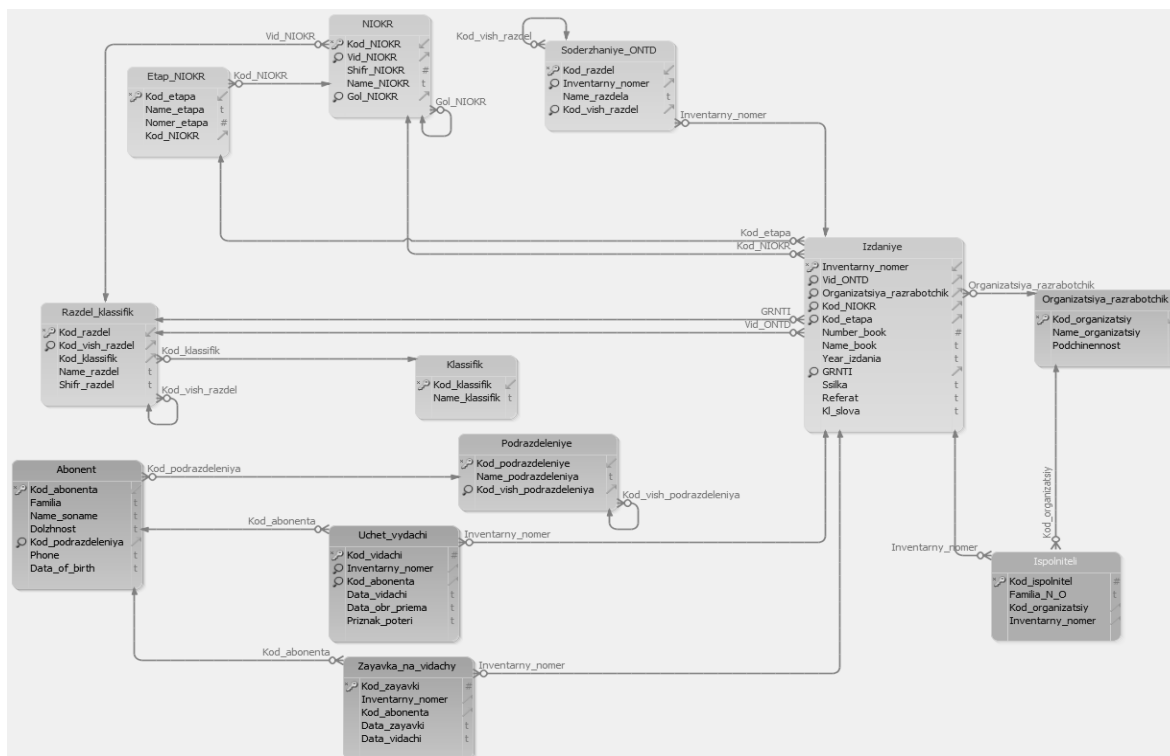 NIOKR
Kod_NIOKR
Vid_NIOKR
Shifr_NIOKR #
Name_NIOKR t
Gol_NIOKR
Vid_NIOKR
Gol_NIOKR
Kod_vish_razdel
Soderzhaniye_ONTD
Kod_razdel
Inventarny_nomer
Name_razdela t
Kod_vish_razdel
Inventarny_nomer
Etap_NIOKR
Kod_etapa
Name_etapa t
Nomer_etapa #
Kod_NIOKR
Kod_NIOKR
Kod_etapa
Kod_NIOKR
Izdaniye
Inventarny_nomer
Vid_ONTD
Organizatsiya_razrabotchik
Kod_NIOKR
Kod_etapa
Number_book #
Name_book t
Year_izdania t
GRNTI
Ssilka t
Referat t
Kl_slova t
Organizatsiya_razrabotchik
Organizatsiya_razrabotchik
Kod_organizatsiy
Name_organizatsiy
Podchinennost
GRNTI
Vid_ONTD
Razdel_klassifik
Kod_razdel
Kod_vish_razdel
Kod_klassifik
Name_razdel t
Shifr_razdel t
Kod_klassifik
Kod_vish_razdel
Klassifik
Kod_klassifik
Name_klassifik t
Podrazdeleniye
Kod_podrazdeleniye
Name_podrazdeleniya t
Kod_vish_podrazdeleniya
Kod_vish_podrazdeleniya
Abonent
Kod_abonenta
Familia t
Name_soname t
Dolzhnost t
Kod_podrazdeleniya
Phone t
Data_of_birth t
Kod_podrazdeleniya
Kod_abonenta
Uchet_vydachi
Kod_vidachi #
Inventarny_nomer
Kod_abonenta
Data_vidachi t
Data_obr_priema t
Priznak_poteri t
Inventarny_nomer
Kod_organizatsiy
Inventarny_nomer
Ispolniteli
Kod_ispolnitel #
Familia_N_O t
Kod_organizatsiy
Inventarny_nomer
Kod_abonenta
Zayavka_na_vidachy
Kod_zayavki #
Inventarny_nomer
Kod_abonenta
Data_zayavki t
Data_vidachi t
Inventarny_nomer